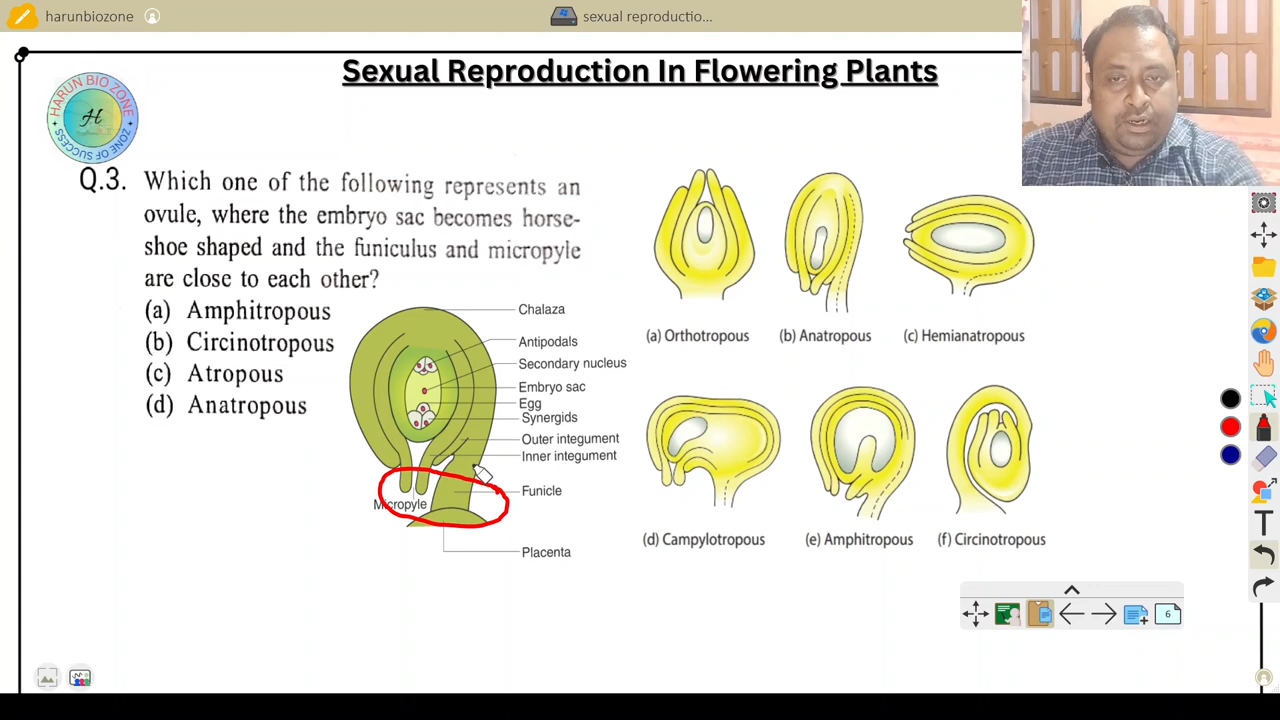 harunbiozone
sexual reproductio...
Sexual Reproduction In Flowering Plants
HARUN BIO ZONE
H
ZONE OF SUCCESS
Q.3. Which one of the following represents an
ovule, where the embryo sac becomes horse-
shoe shaped and the funiculus and micropyle
are close to each other?
(a) Amphitropous
(b) Circinotropous
(c) Atropous
(d) Anatropous
Chalaza
Antipodals
Secondary nucleus
Embryo sac
Egg
Synergids
Outer integument
Inner integument
Funicle
Micropyle
Placenta
(a) Orthotropous
(b) Anatropous
(c) Hemianatropous
(d) Campylotropous
(e) Amphitropous
(f) Circinotropous
T
6